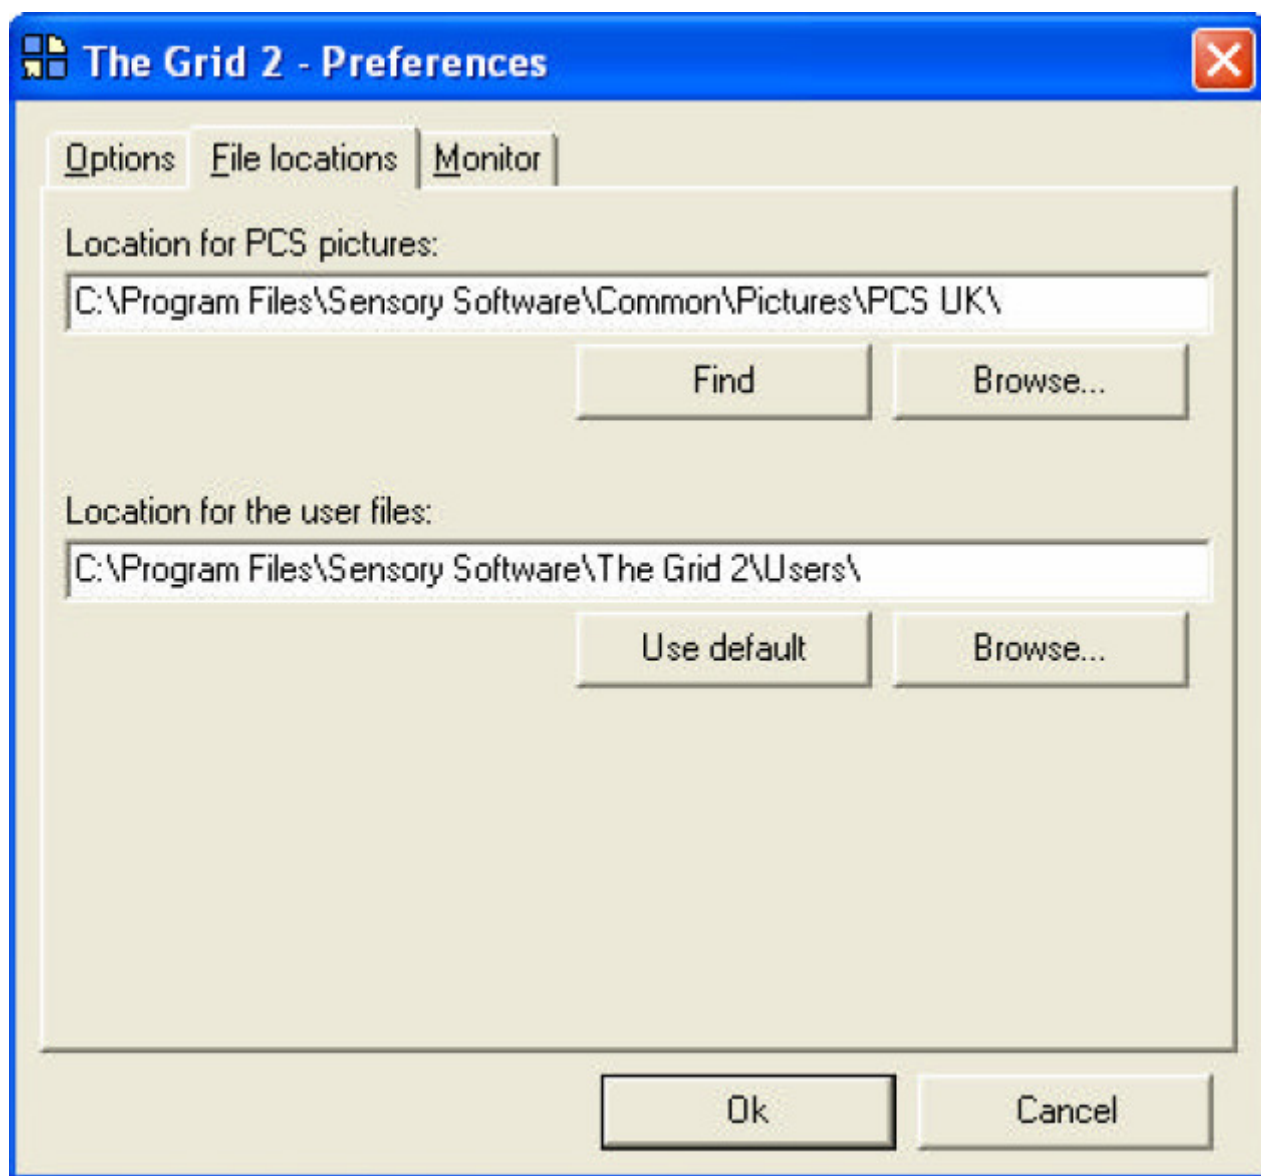 The Grid 2 - Preferences
Options File locations Monitor
Location for PCS pictures:
C:\Program Files\Sensory Software\Common\Pictures\PCS UK\
Find Browse...
Location for the user files:
C:\Program Files\Sensory Software\The Grid 2\Users\
Use default Browse...
Ok Cancel